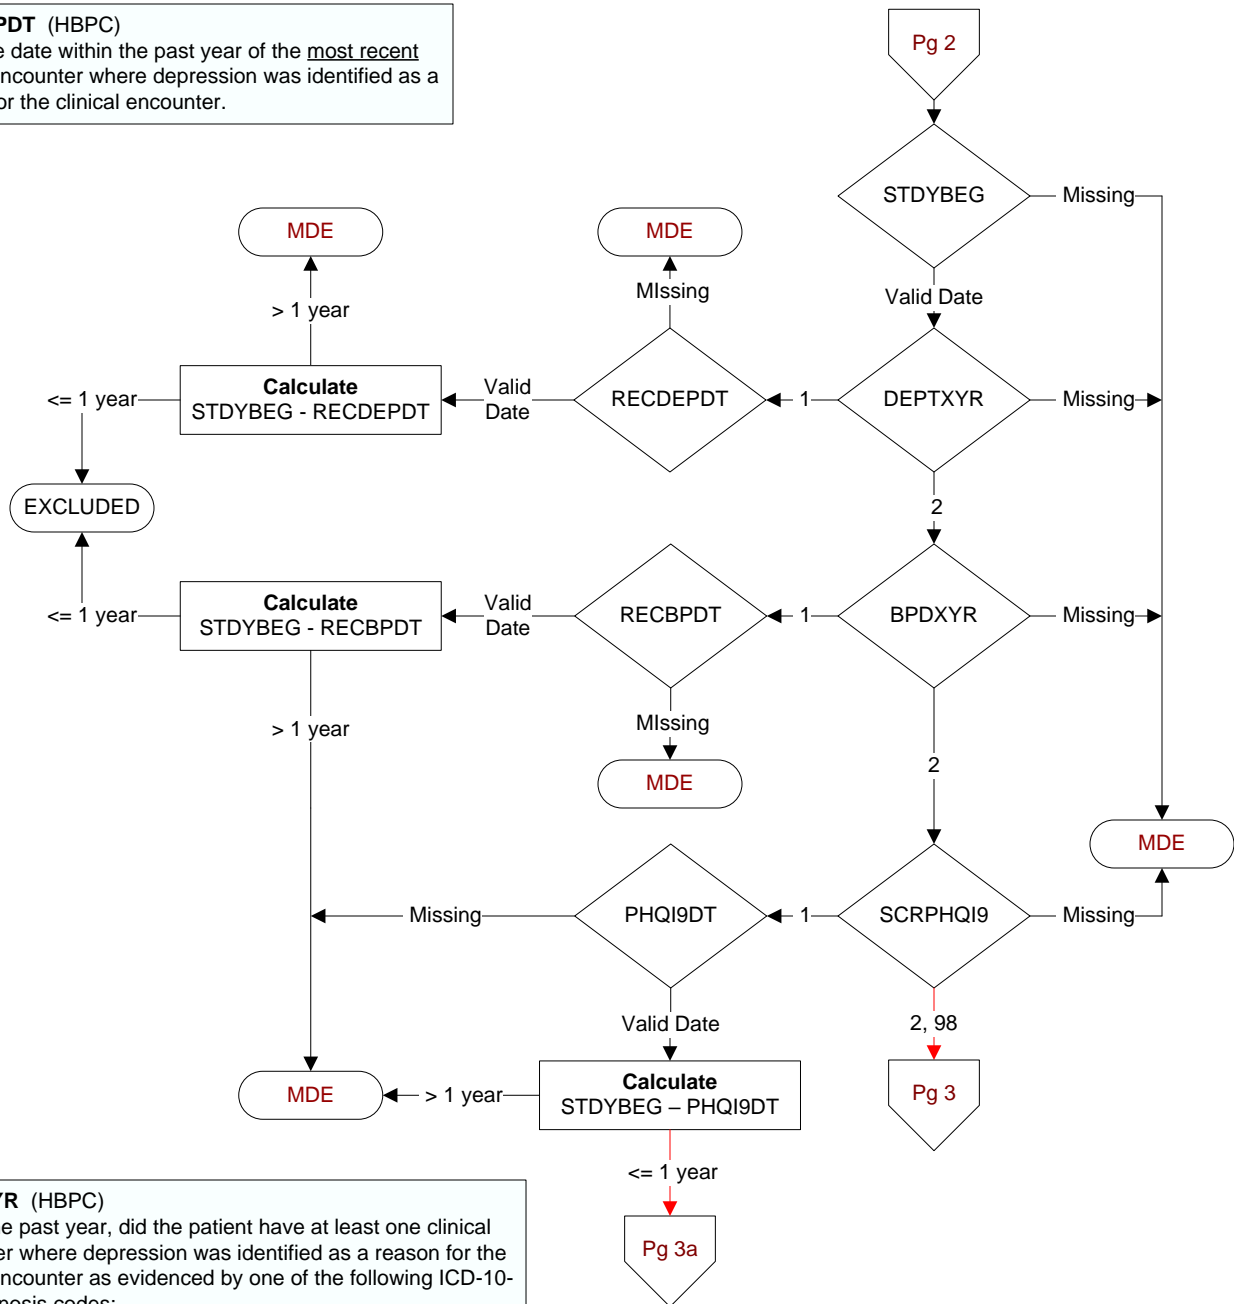 PDT (HBPC)
e date within the past year of the most recent
ncounter where depression was identified as a
or the clinical encounter.
Pg 2
STDYBEG
Missing
Valid Date
MDE
MDE
> 1 year
MIssing
<= 1 year
Calculate
STDYBEG - RECDEPDT
Valid
Date
RECDEPDT
1
DEPTXYR
Missing
EXCLUDED
2
<= 1 year
Calculate
STDYBEG - RECBPDT
Valid
Date
RECBPDT
1
BPDXYR
Missing
> 1 year
MIssing
MDE
2
MDE
Missing
PHQI9DT
1
SCRPHQI9
Missing
Valid Date
2, 98
MDE
> 1 year
Calculate
STDYBEG – PHQI9DT
Pg 3
<= 1 year
Pg 3a
YR (HBPC)
ne past year, did the patient have at least one clinical
er where depression was identified as a reason for the
encounter as evidenced by one of the following ICD-10-
nosis codes: